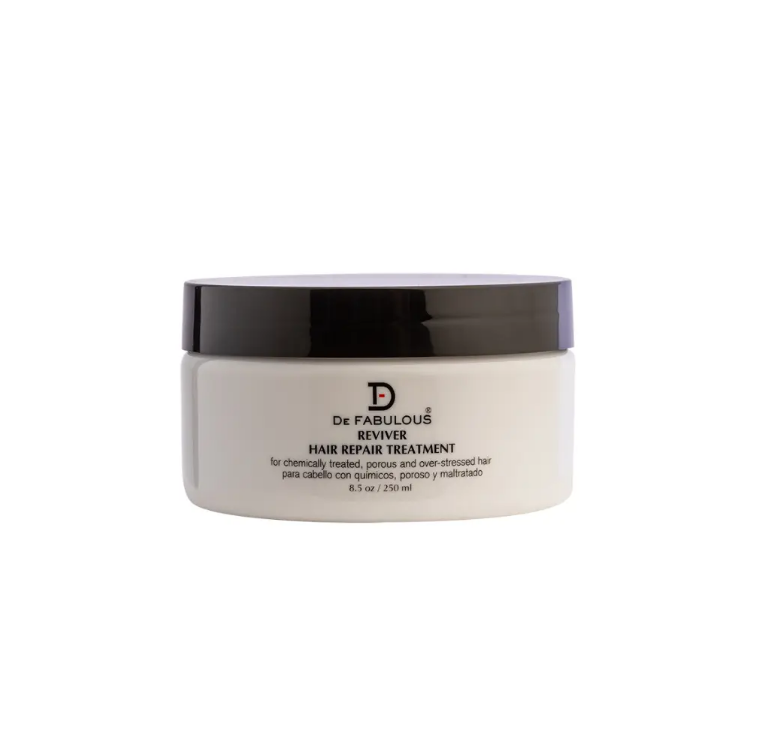 DE FABULOUS®
REVIVER
HAIR REPAIR TREATMENT
for chemically treated, porous and over-stressed hair
para cabello con quimicos, poroso y maltratado
8.5 oz / 250 ml